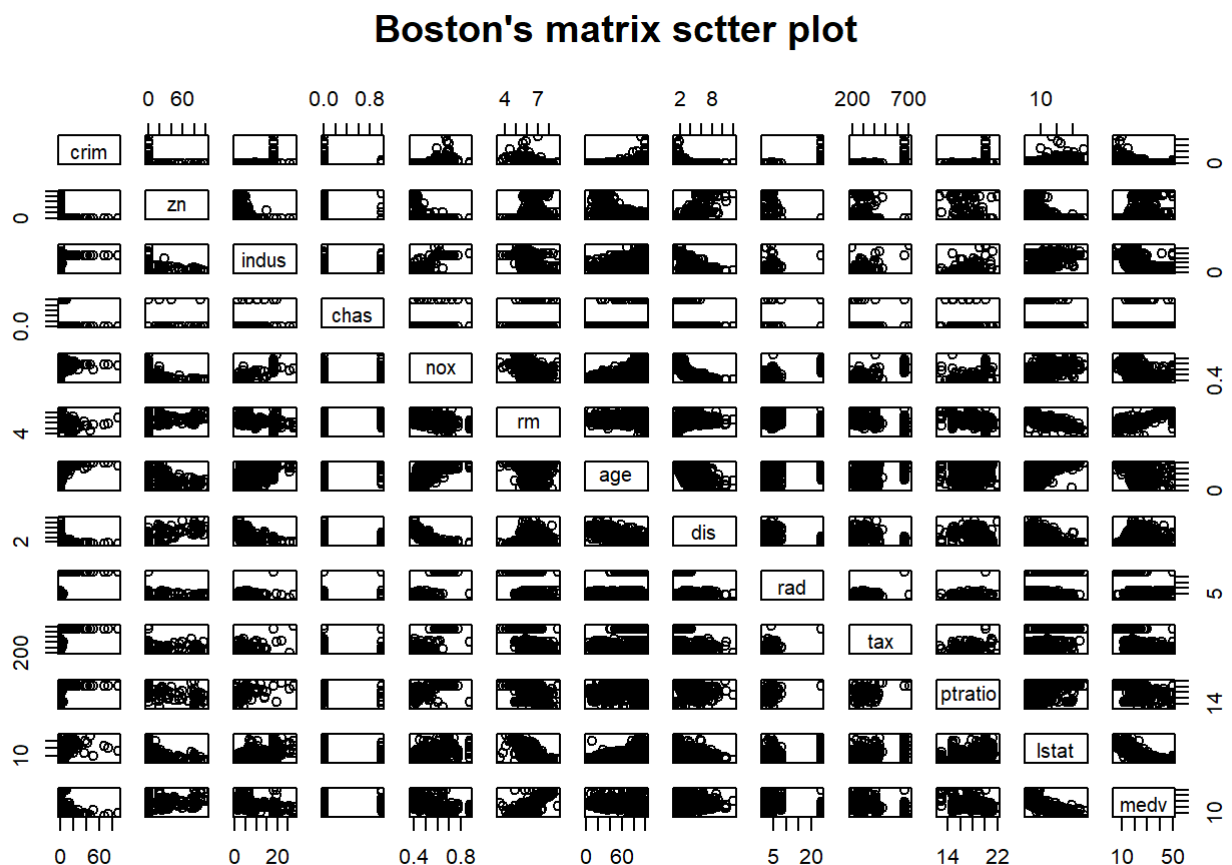 Boston's matrix sctter plot
0 60 0.0 0.8 4 7 2 8 200 700 10
crim 0
0 zn
indus 0
0.0 chas
nox 0.4
4 rm
age 0
2 dis
rad 5
200 tax
ptratio 14
10 lstat
medv 10
0 60 0 20 0.4 0.8 0 60 5 20 14 22 10 50